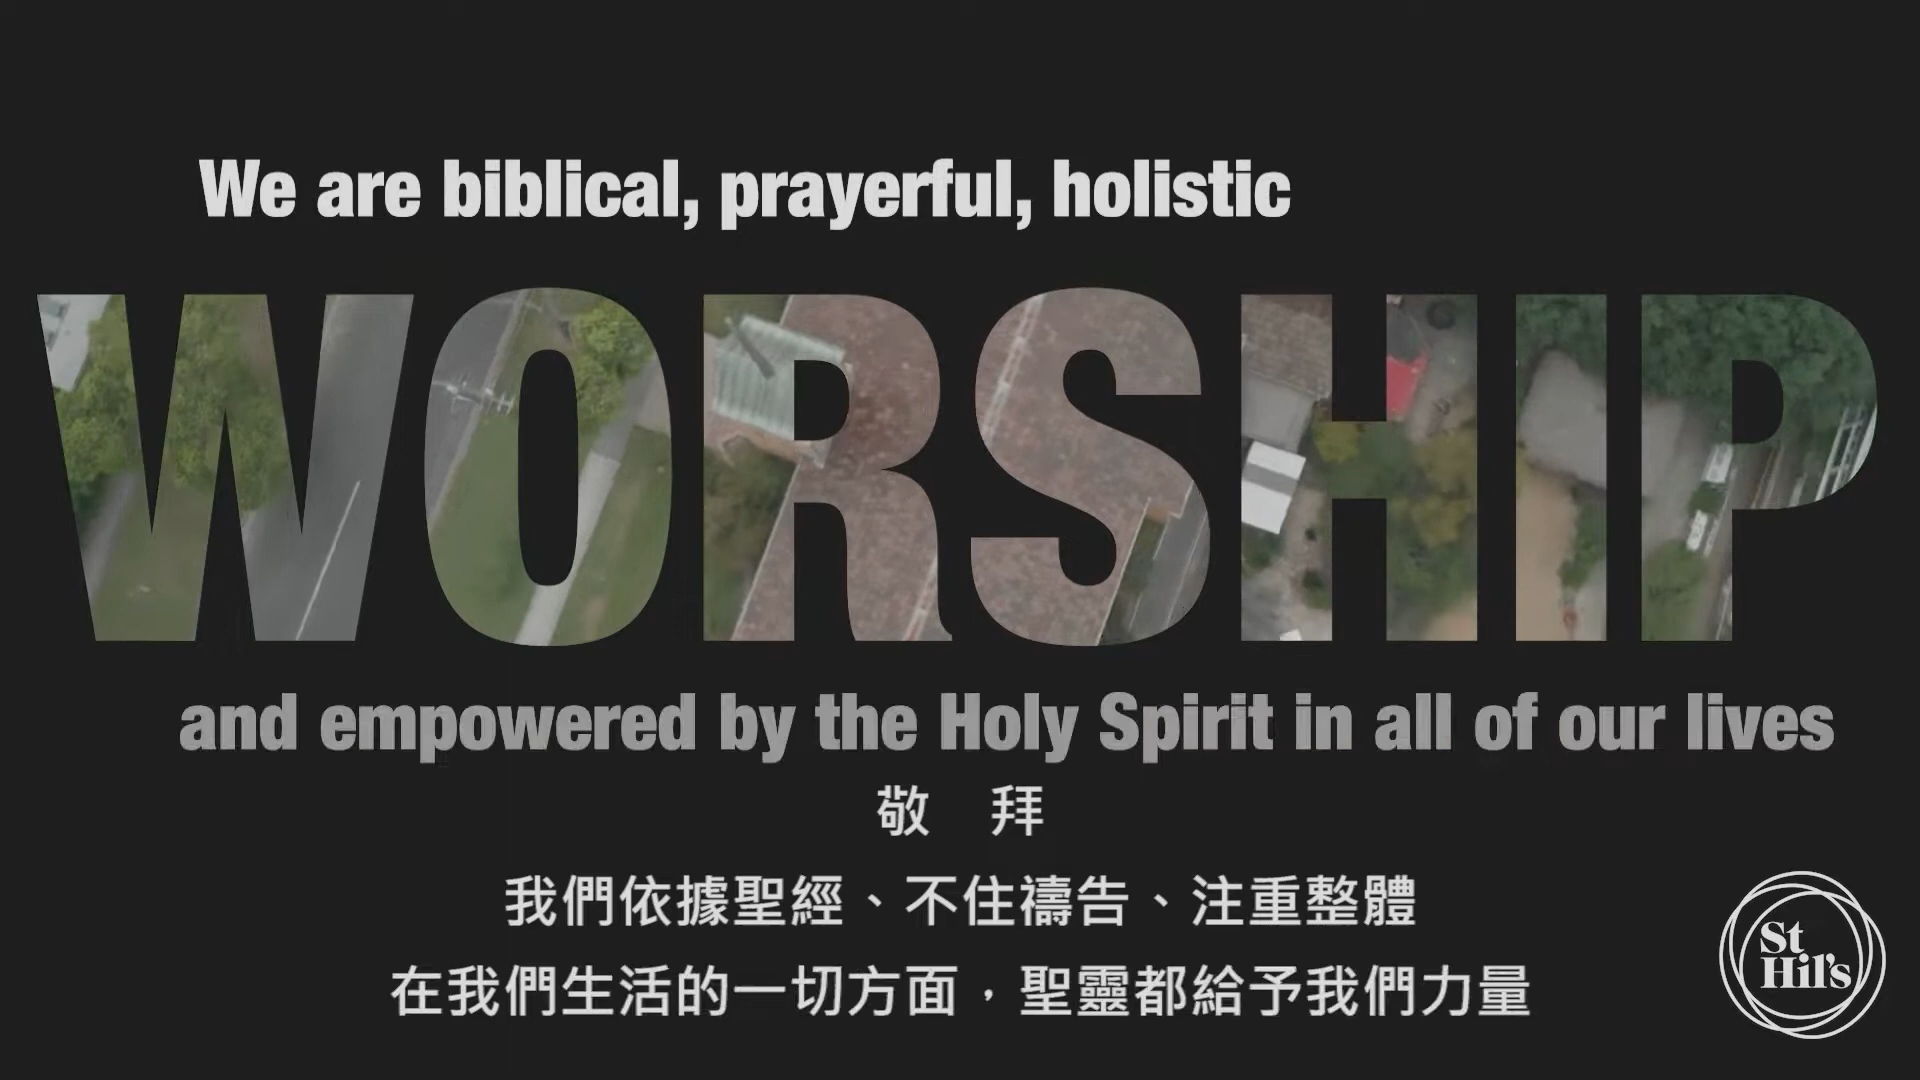 We are biblical, prayerful, holistic
WORSHIP
and empowered by the Holy Spirit in all of our lives
敬　拜
我們依據聖經、不住禱告、注重整體
在我們生活的一切方面，聖靈都給予我們力量
St
Hil's